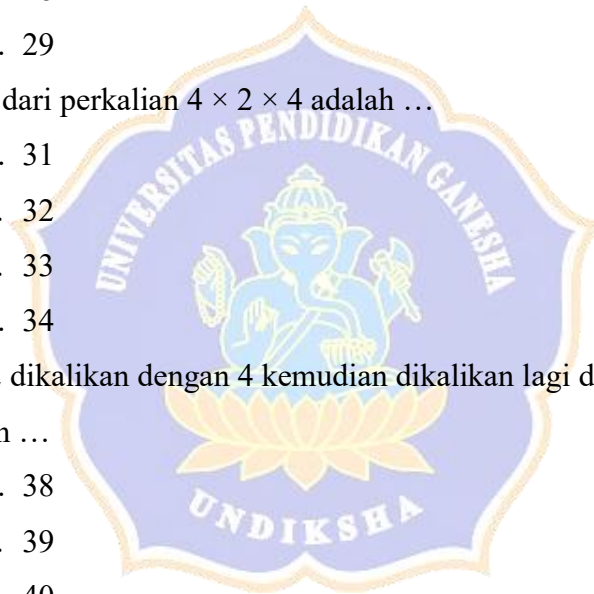 . 29
dari perkalian 4 × 2 × 4 adalah …
. 31
. 32
. 33
. 34
dikalikan dengan 4 kemudian dikalikan lagi d
n …
. 38
. 39
. 40
UNIVERSITAS PENDIDIKAN GANESHA
UNDIKSHA